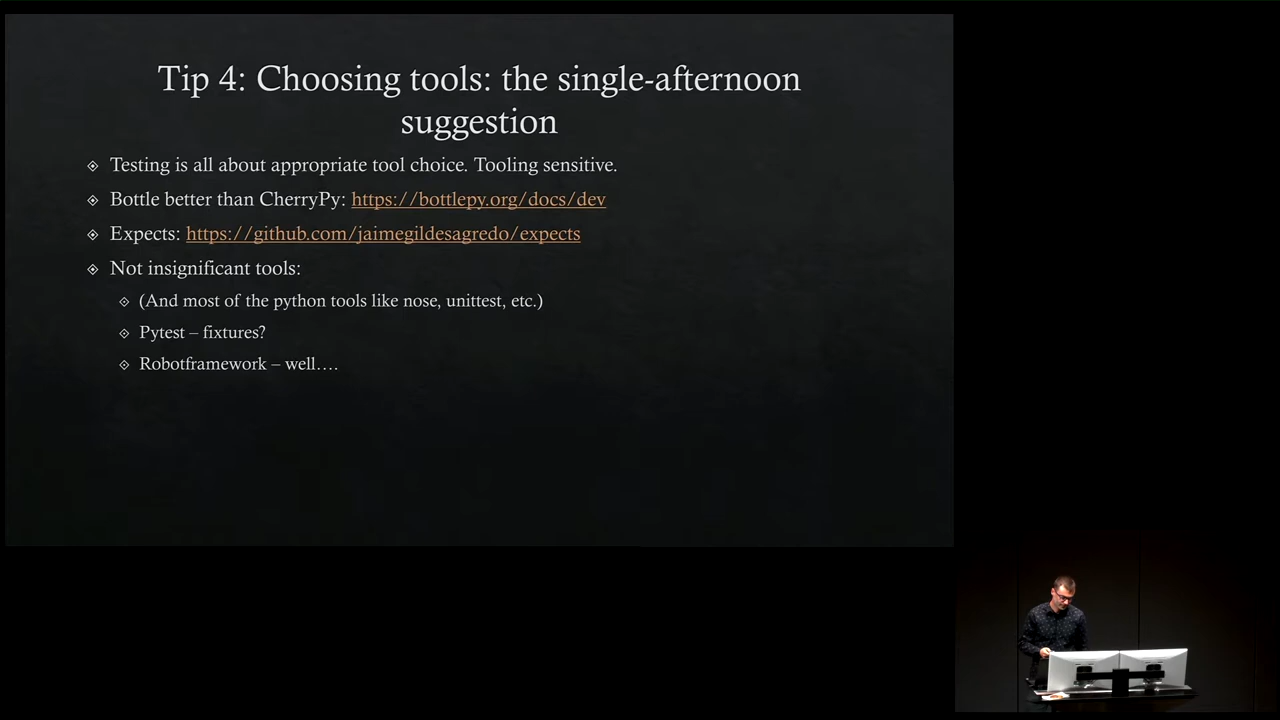 Tip 4: Choosing tools: the single-afternoon
suggestion
Testing is all about appropriate tool choice. Tooling sensitive.
Bottle better than CherryPy: https://bottlepy.org/docs/dev
Expects: https://github.com/jaimegildesagredo/expects
Not insignificant tools:
(And most of the python tools like nose, unittest, etc.)
Pytest – fixtures?
Robotframework – well….